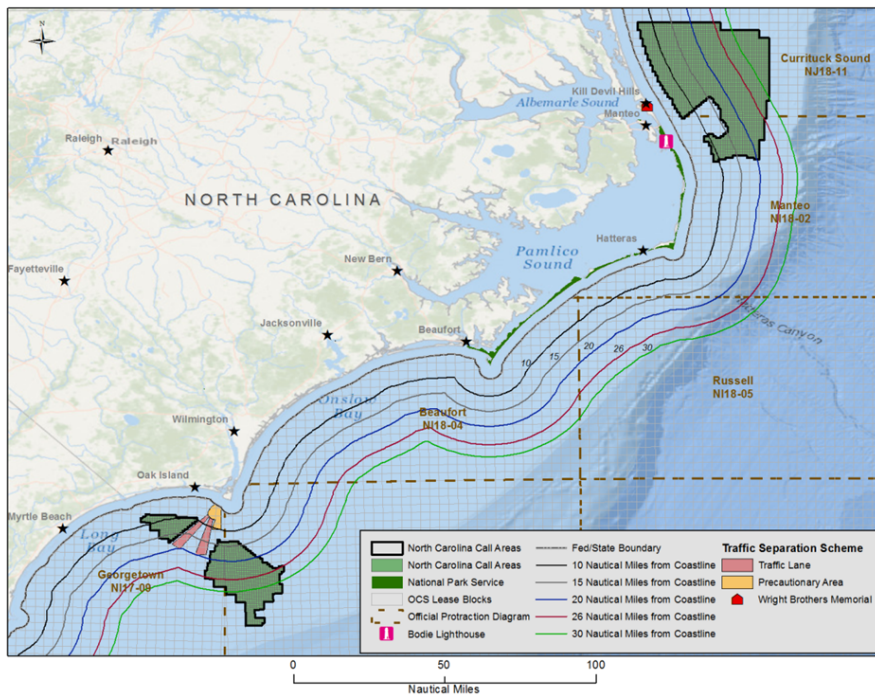 N
Currituck Sound
NJ18-11
Kill Devil Hills
Albemarle Sound
Manteo
Raleigh
Raleigh
NORTH CAROLINA
Manteo
NI18-02
Hatteras
Pamlico
Sound
New Bern
Fayetteville
Jacksonville
Beaufort
Hatteras Canyon
10
15
20
26
30
Russell
NI18-05
Onslow
Bay
Beaufort
NI18-04
Wilmington
Oak Island
Myrtle Beach
Long
Bay
Georgetown
NI17-09
North Carolina Call Areas
North Carolina Call Areas
National Park Service
OCS Lease Blocks
Official Protraction Diagram
Bodie Lighthouse
Fed/State Boundary
10 Nautical Miles from Coastline
15 Nautical Miles from Coastline
20 Nautical Miles from Coastline
26 Nautical Miles from Coastline
30 Nautical Miles from Coastline
Traffic Separation Scheme
Traffic Lane
Precautionary Area
Wright Brothers Memorial
0 50 100
Nautical Miles